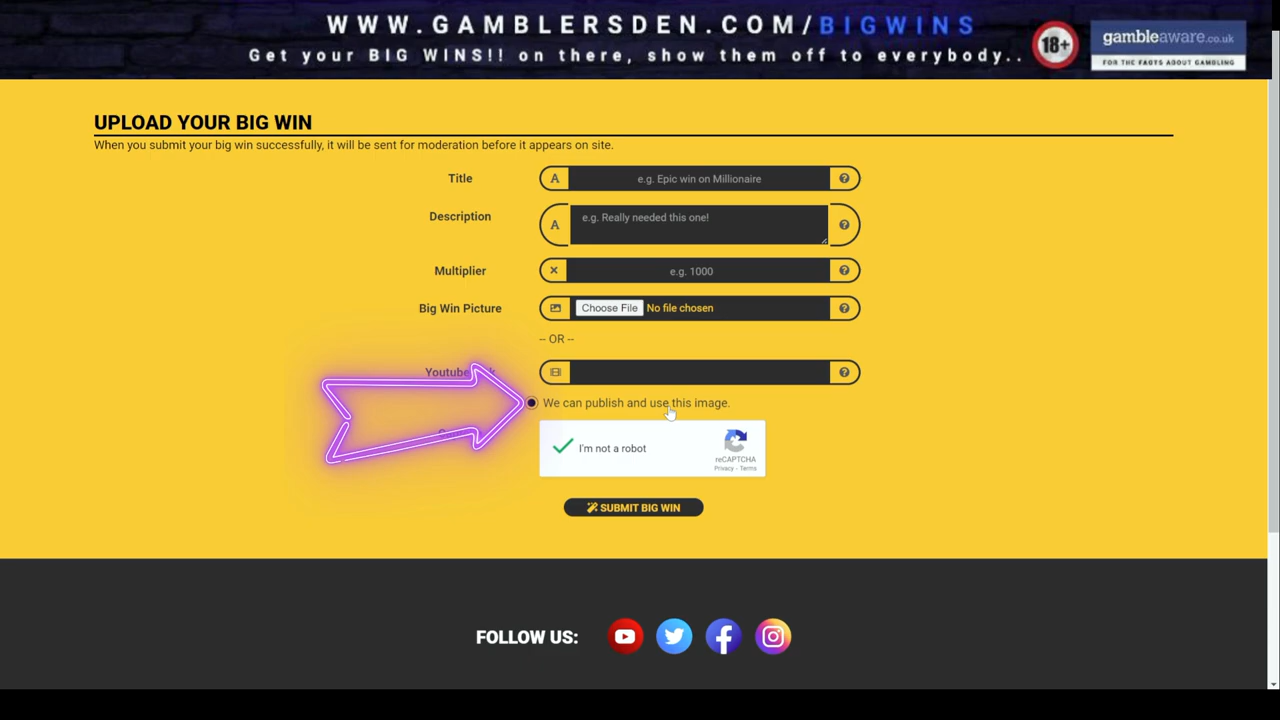 WWW.GAMBLERSDEN.COM/BIGWINS
Get your BIG WINS!! on there, show them off to everybody..
18+
gambleaware.co.uk
FOR THE FACTS ABOUT GAMBLING
UPLOAD YOUR BIG WIN
When you submit your big win successfully, it will be sent for moderation before it appears on site.
Title
A
e.g. Epic win on Millionaire
Description
A
e.g. Really needed this one!
Multiplier
e.g. 1000
Big Win Picture
Choose File No file chosen
-- OR --
Youtube
We can publish and use this image.
I'm not a robot
reCAPTCHA
Privacy - Terms
SUBMIT BIG WIN
FOLLOW US: